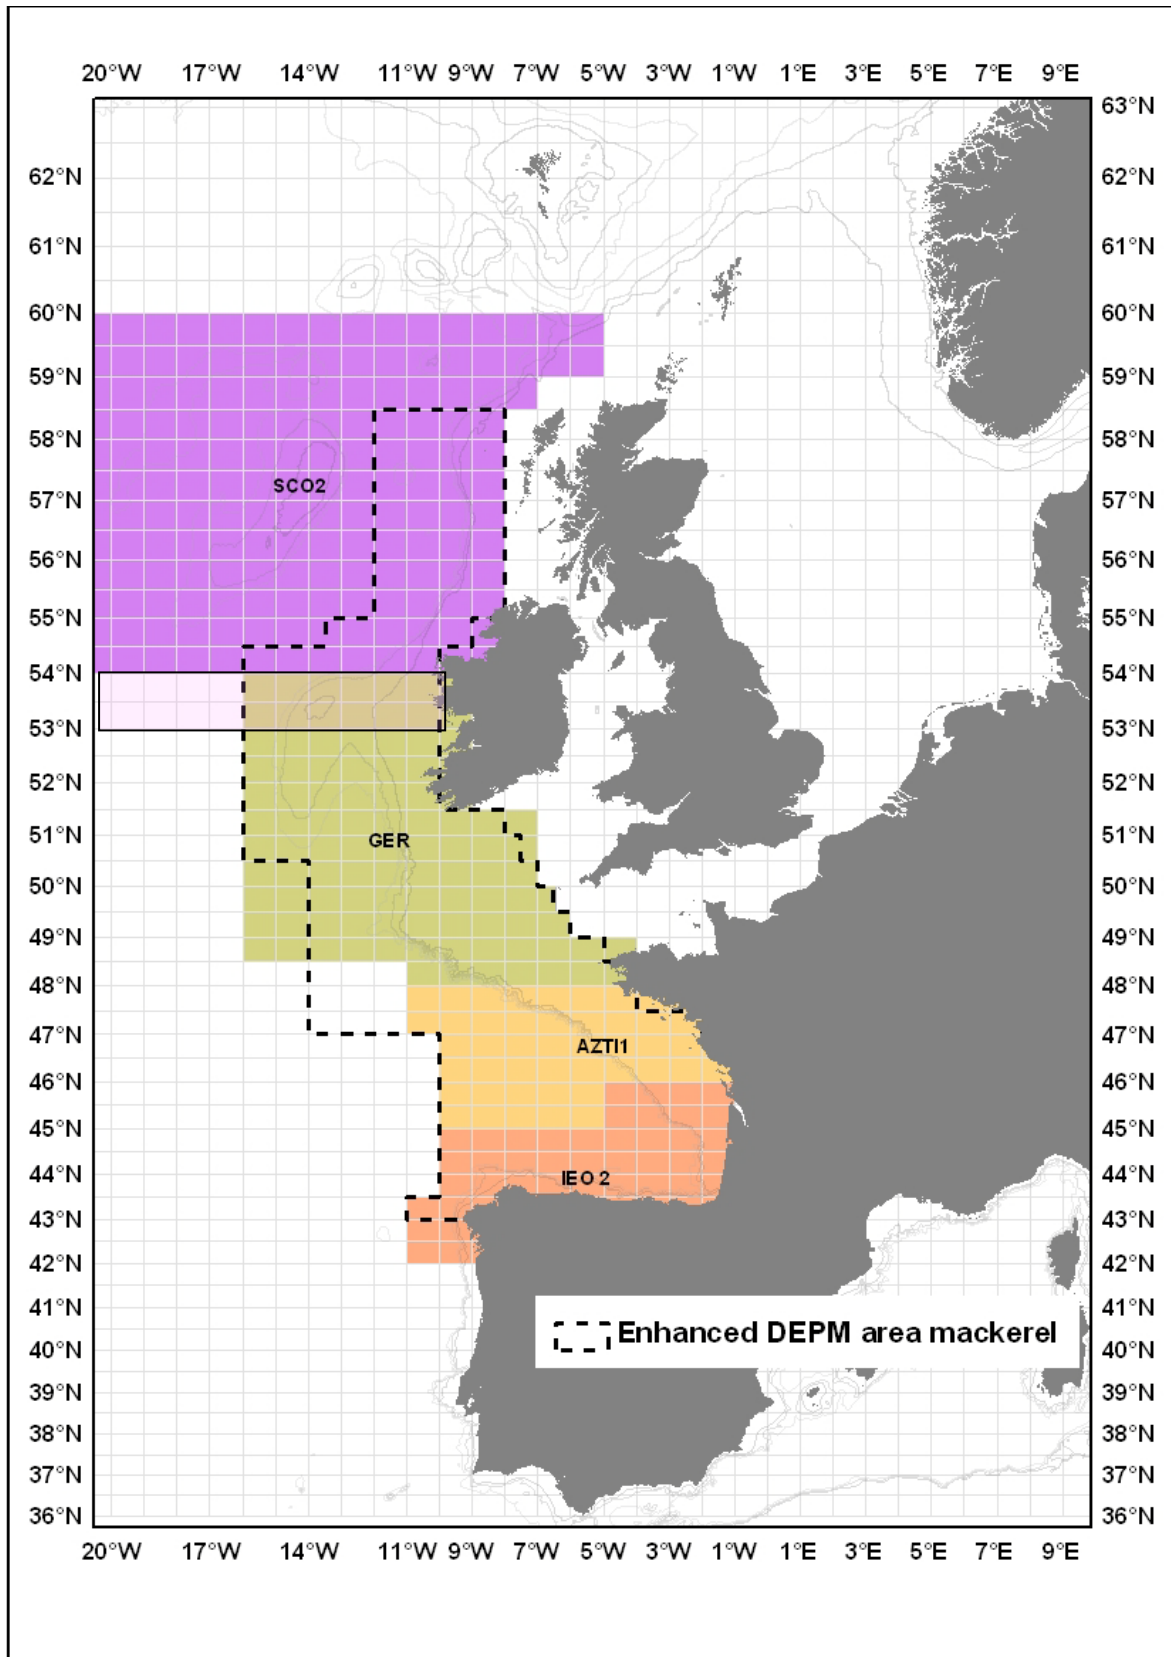 20°W 17°W 14°W 11°W 9°W 7°W 5°W 3°W 1°W 1°E 3°E 5°E 7°E 9°E
63°N
62°N 62°N
61°N 61°N
60°N 60°N
59°N 59°N
58°N 58°N
SCO2
57°N 57°N
56°N 56°N
55°N 55°N
54°N 54°N
53°N 53°N
52°N 52°N
51°N 51°N
GER
50°N 50°N
49°N 49°N
48°N 48°N
47°N 47°N
AZTI1
46°N 46°N
45°N 45°N
44°N 44°N
IEO 2
43°N 43°N
42°N 42°N
41°N 41°N
Enhanced DEPM area mackerel
40°N 40°N
39°N 39°N
38°N 38°N
37°N 37°N
36°N 36°N
20°W 17°W 14°W 11°W 9°W 7°W 5°W 3°W 1°W 1°E 3°E 5°E 7°E 9°E